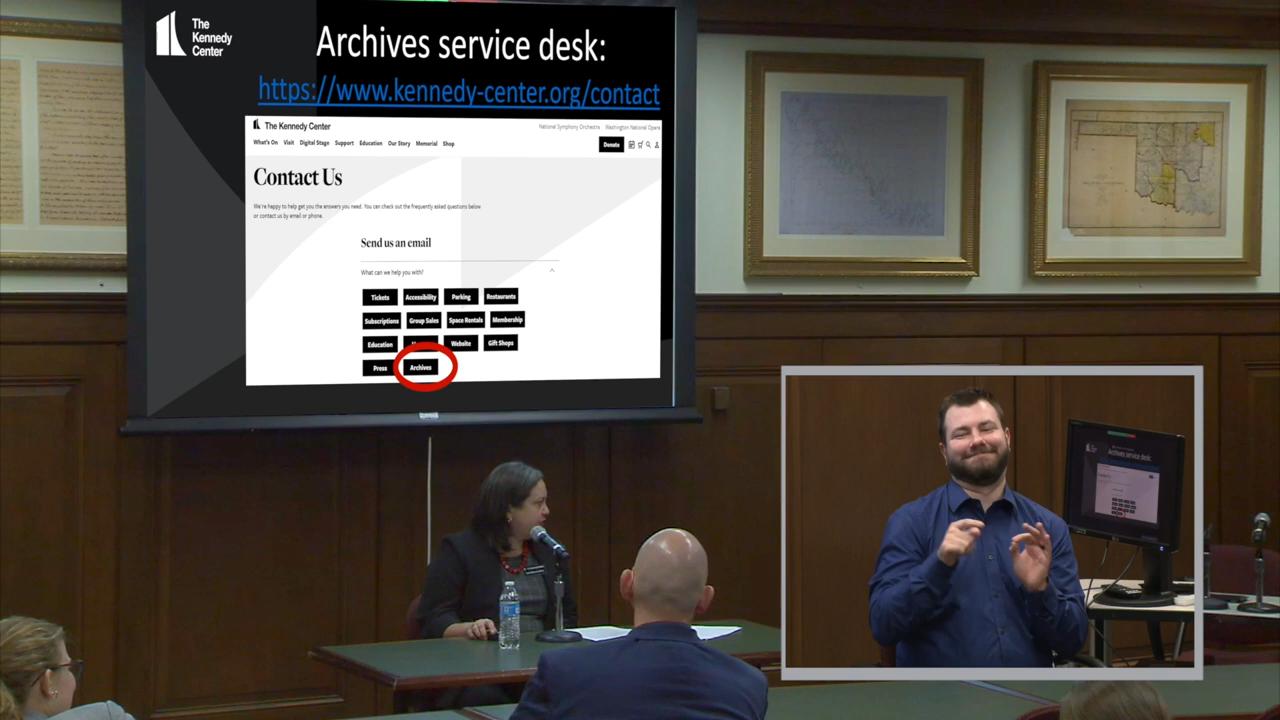 The
Kennedy
Center
Archives service desk:
https://www.kennedy-center.org/contact
The Kennedy Center
National Symphony Orchestra Washington National Opera
What's On Visit Digital Stage Support Education Our Story Memorial Shop
Donate
Contact Us
We're happy to help get you the answers you need. You can check out the frequently asked questions below
or contact us by email or phone.
Send us an email
What can we help you with?
Tickets Accessibility Parking Restaurants
Subscriptions Group Sales Space Rentals Membership
Education Website Gift Shops
Press Archives
Archives service desk: